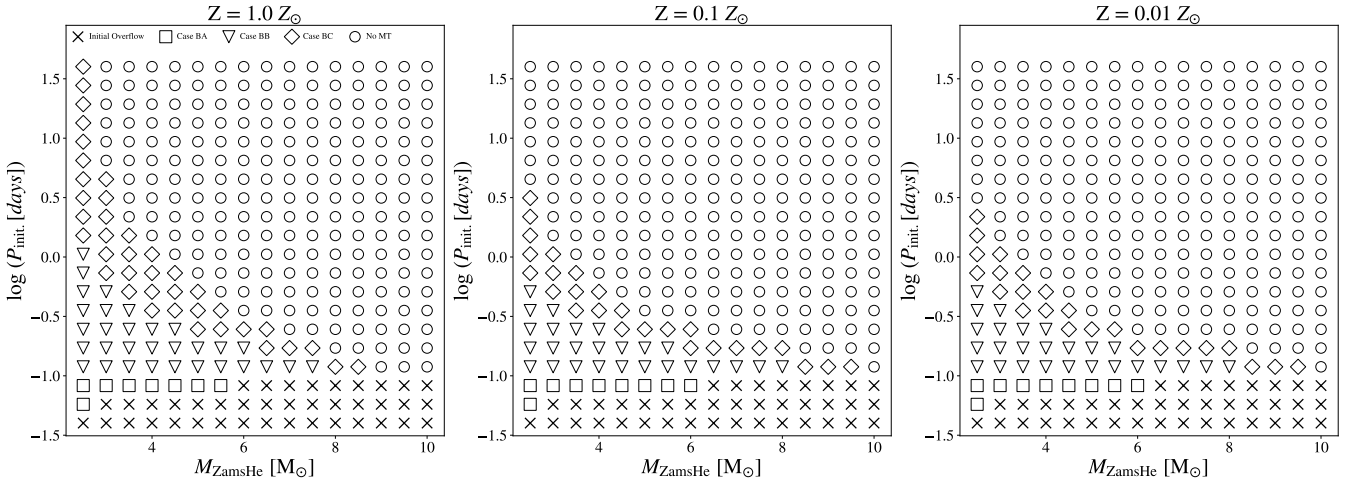 Z = 1.0 Z⊙
Z = 0.1 Z⊙
Z = 0.01 Z⊙
Initial Overflow
Case BA
Case BB
Case BC
No MT
log (P_init. [days])
1.5
1.0
0.5
0.0
−0.5
−1.0
−1.5
4
6
8
10
M_ZamsHe [M⊙]
log (P_init. [days])
1.5
1.0
0.5
0.0
−0.5
−1.0
−1.5
4
6
8
10
M_ZamsHe [M⊙]
log (P_init. [days])
1.5
1.0
0.5
0.0
−0.5
−1.0
−1.5
4
6
8
10
M_ZamsHe [M⊙]